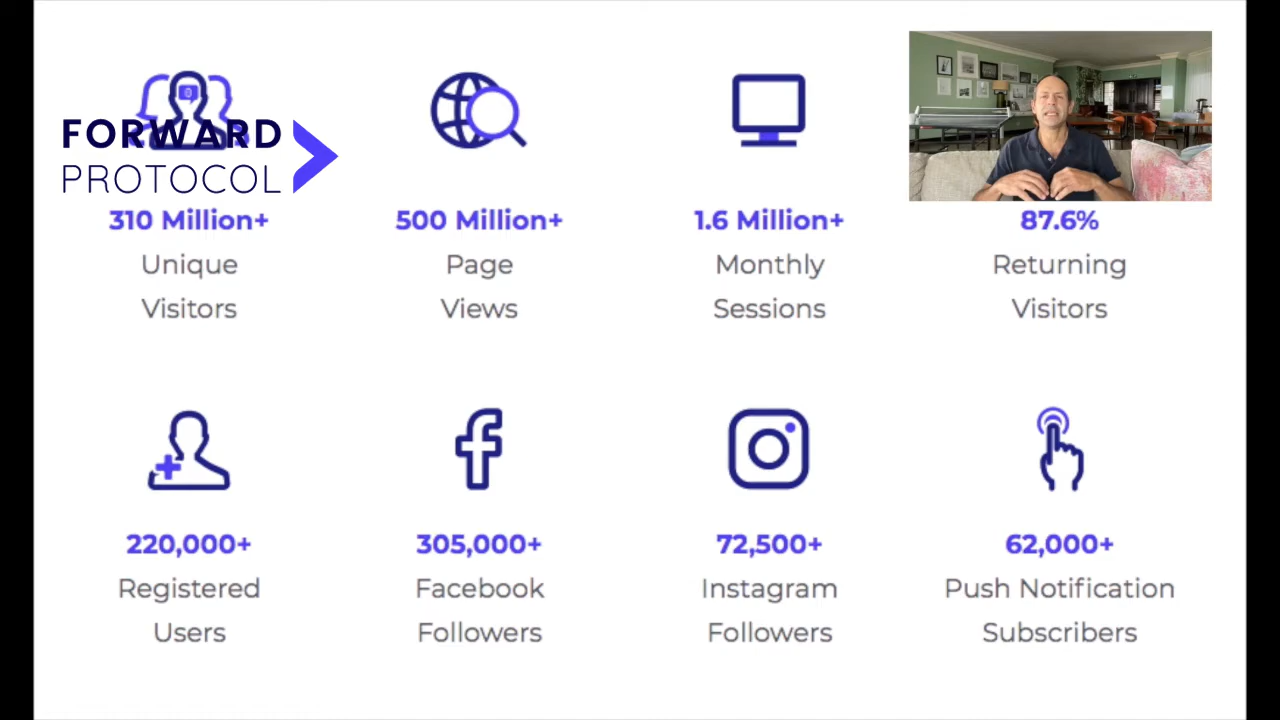 FORWARD
PROTOCOL
310 Million+
Unique
Visitors
500 Million+
Page
Views
1.6 Million+
Monthly
Sessions
87.6%
Returning
Visitors
220,000+
Registered
Users
305,000+
Facebook
Followers
72,500+
Instagram
Followers
62,000+
Push Notification
Subscribers